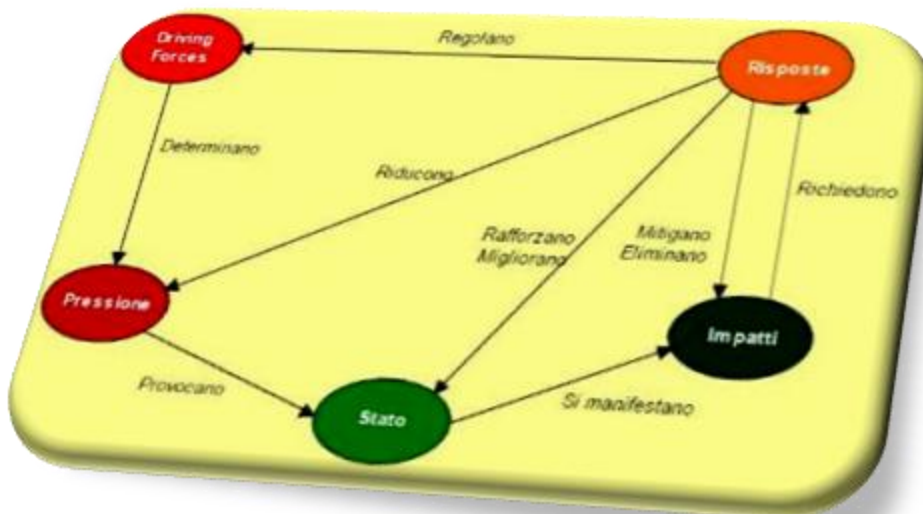 Driving
Forces
Regolano
Risposte
Determinano
Riducono
Richiedono
Rafforzano
Migliorano
Mitigano
Eliminano
Pressione
Impatti
Provocano
Stato
Si manifestano